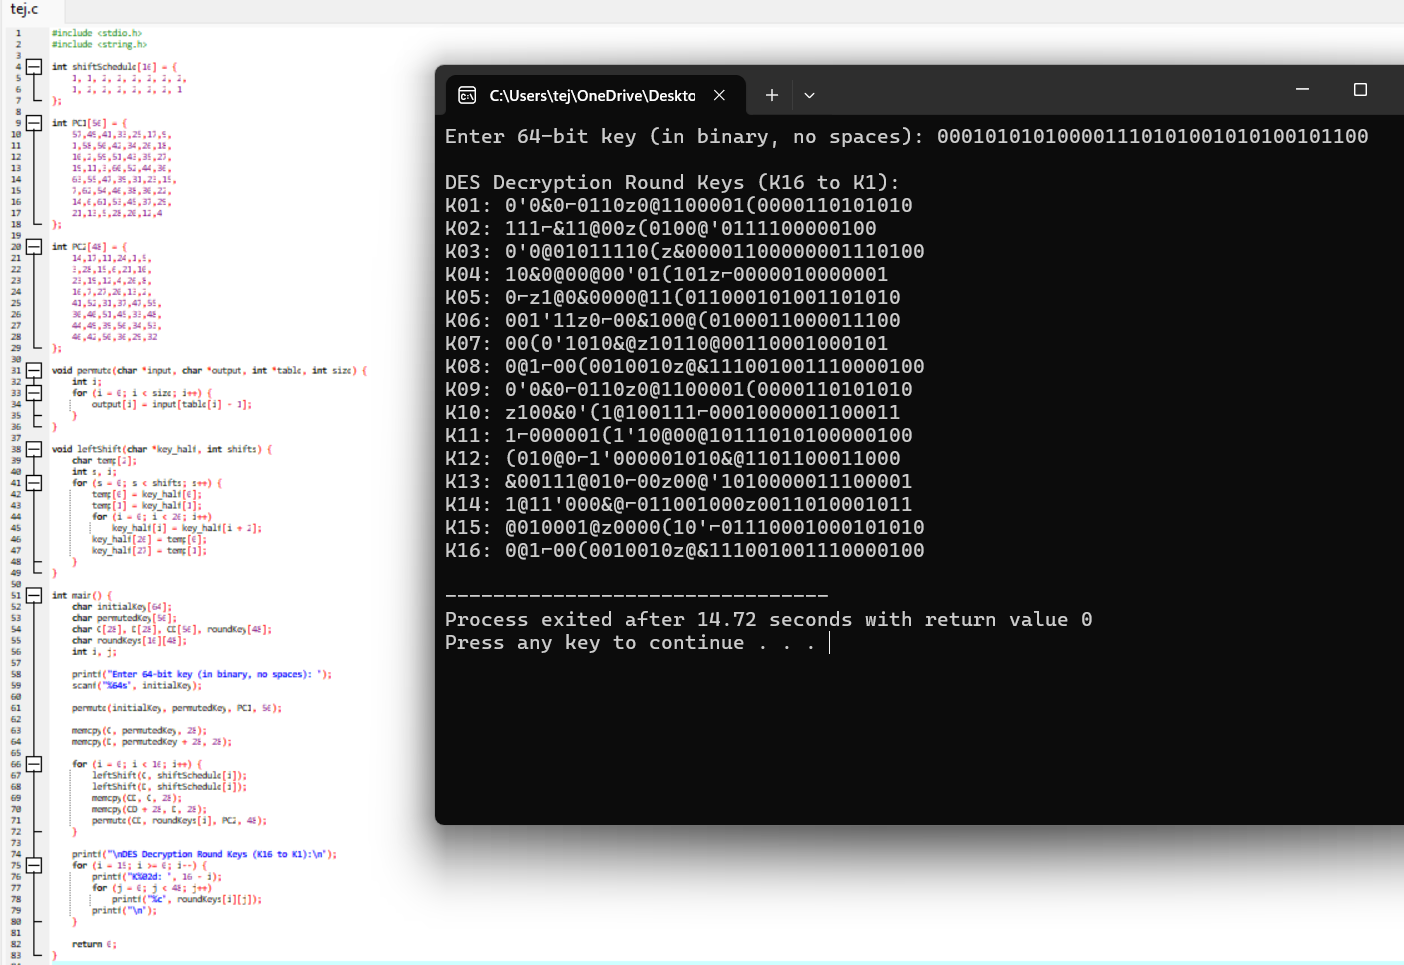 tej.c
1 #include <stdio.h>
2 #include <string.h>
3
4 int shiftSchedule[16] = {
5 1, 1, 2, 2, 2, 2, 2, 2,
6 1, 2, 2, 2, 2, 2, 2, 1
7 };
8
9 int PC1[56] = {
10 57,49,41,33,25,17,9,
11 1,58,50,42,34,26,18,
12 10,2,59,51,43,35,27,
13 19,11,3,60,52,44,36,
14 63,55,47,39,31,23,15,
15 7,62,54,46,38,30,22,
16 14,6,61,53,45,37,29,
17 21,13,5,28,20,12,4
18 };
19
20 int PC2[48] = {
21 14,17,11,24,1,5,
22 3,28,15,6,21,10,
23 23,19,12,4,26,8,
24 16,7,27,20,13,2,
25 41,52,31,37,47,55,
26 30,40,51,45,33,48,
27 44,49,39,56,34,53,
28 46,42,50,36,29,32
29 };
30
31 void permute(char *input, char *output, int *table, int size) {
32 int i;
33 for (i = 0; i < size; i++) {
34 output[i] = input[table[i] - 1];
35 }
36 }
37
38 void leftShift(char *key_half, int shifts) {
39 char temp[2];
40 int s, i;
41 for (s = 0; s < shifts; s++) {
42 temp[0] = key_half[0];
43 temp[1] = key_half[1];
44 for (i = 0; i < 26; i++)
45 key_half[i] = key_half[i + 2];
46 key_half[26] = temp[0];
47 key_half[27] = temp[1];
48 }
49 }
50
51 int main() {
52 char initialKey[64];
53 char permutedKey[56];
54 char C[28], D[28], CD[56], roundKey[48];
55 char roundKeys[16][48];
56 int i, j;
57
58 printf("Enter 64-bit key (in binary, no spaces): ");
59 scanf("%64s", initialKey);
60
61 permute(initialKey, permutedKey, PC1, 56);
62
63 memcpy(C, permutedKey, 28);
64 memcpy(D, permutedKey + 28, 28);
65
66 for (i = 0; i < 16; i++) {
67 leftShift(C, shiftSchedule[i]);
68 leftShift(D, shiftSchedule[i]);
69 memcpy(CD, C, 28);
70 memcpy(CD + 28, D, 28);
71 permute(CD, roundKeys[i], PC2, 48);
72 }
73
74 printf("\nDES Decryption Round Keys (K16 to K1):\n");
75 for (i = 15; i >= 0; i--) {
76 printf("K%02d: ", 16 - i);
77 for (j = 0; j < 48; j++)
78 printf("%c", roundKeys[i][j]);
79 printf("\n");
80 }
81
82 return 0;
83 }
C:\Users\tej\OneDrive\Deskto
Enter 64-bit key (in binary, no spaces): 000101010100001110101001010100101100
DES Decryption Round Keys (K16 to K1):
K01: 0'0&0⌐0110z0@1100001(0000110101010
K02: 111⌐&11@00z(0100@'0111100000100
K03: 0'0@01011110(z&00001100000001110100
K04: 10&0@00@00'01(101z⌐0000010000001
K05: 0⌐z1@0&0000@11(011000101001101010
K06: 001'11z0⌐00&100@(0100011000011100
K07: 00(0'1010&@z10110@001100010001​01
K08: 0@1⌐00(0010010z@&111001001110000100
K09: 0'0&0⌐0110z0@1100001(0000110101010
K10: z100&0'(1@100111⌐0001000001100011
K11: 1⌐000001(1'10@00@10111010100000100
K12: (010@0⌐1'000001010&@1101100011000
K13: &00111@010⌐00z00@'1010000011100001
K14: 1@11'000&@⌐011001000z0011010001011
K15: @010001@z0000(10'⌐01110001000101010
K16: 0@1⌐00(0010010z@&111001001110000100
--------------------------------
Process exited after 14.72 seconds with return value 0
Press any key to continue . . .